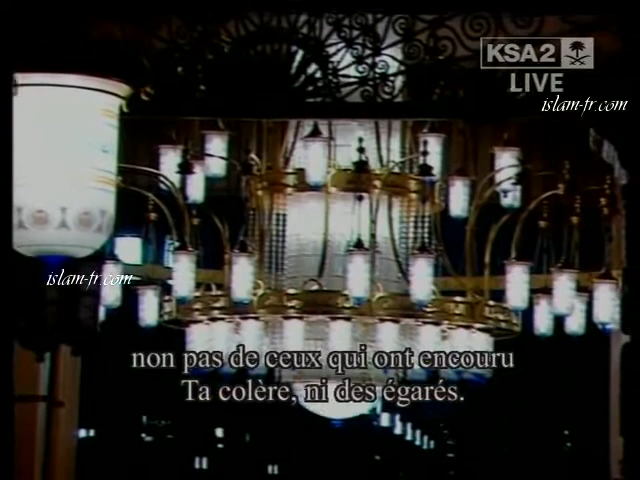 KSA2
LIVE
islam-fr.com
islam-fr.com
non pas de ceux qui ont encouru
Ta colère, ni des égarés.